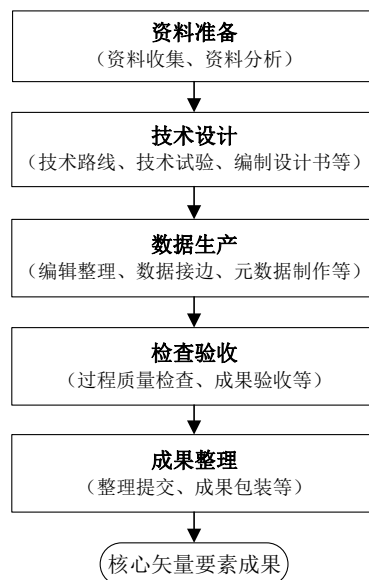 资料准备
（资料收集、资料分析）
技术设计
（技术路线、技术试验、编制设计书等）
数据生产
（编辑整理、数据接边、元数据制作等）
检查验收
（过程质量检查、成果验收等）
成果整理
（整理提交、成果包装等）
核心矢量要素成果